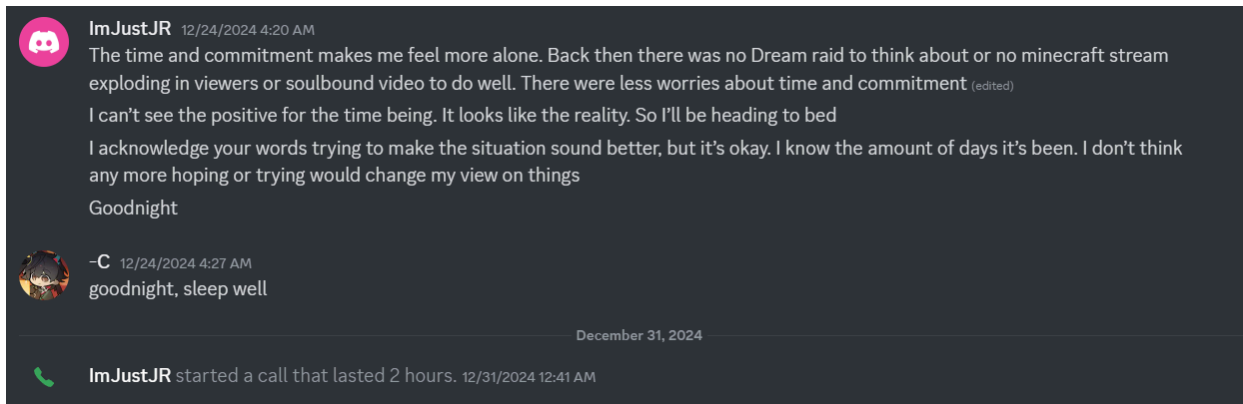 ImJustJR 12/24/2024 4:20 AM
The time and commitment makes me feel more alone. Back then there was no Dream raid to think about or no minecraft stream
exploding in viewers or soulbound video to do well. There were less worries about time and commitment (edited)
I can’t see the positive for the time being. It looks like the reality. So I’ll be heading to bed
I acknowledge your words trying to make the situation sound better, but it’s okay. I know the amount of days it’s been. I don’t think
any more hoping or trying would change my view on things
Goodnight
-C 12/24/2024 4:27 AM
goodnight, sleep well
December 31, 2024
ImJustJR started a call that lasted 2 hours. 12/31/2024 12:41 AM